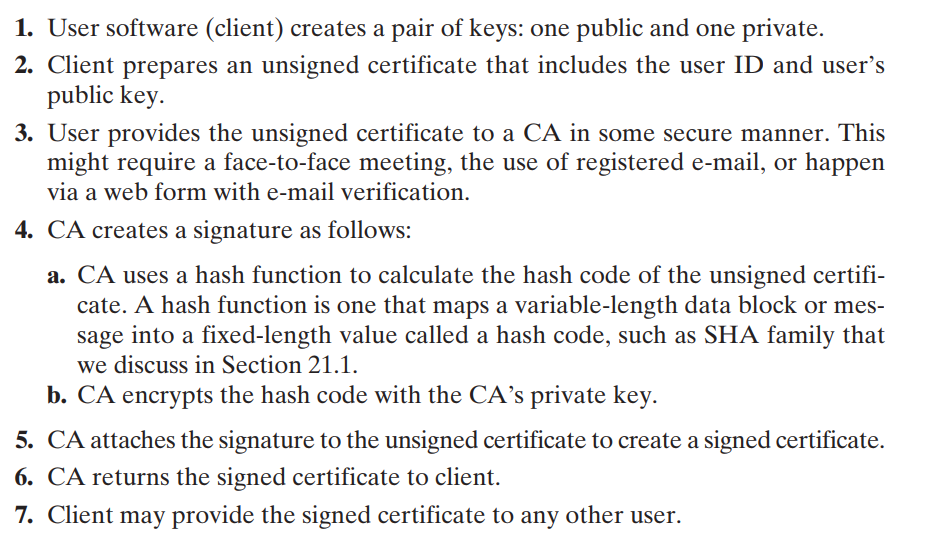 1. User software (client) creates a pair of keys: one public and one private.
2. Client prepares an unsigned certificate that includes the user ID and user’s
public key.
3. User provides the unsigned certificate to a CA in some secure manner. This
might require a face-to-face meeting, the use of registered e-mail, or happen
via a web form with e-mail verification.
4. CA creates a signature as follows:
a. CA uses a hash function to calculate the hash code of the unsigned certifi-
cate. A hash function is one that maps a variable-length data block or mes-
sage into a fixed-length value called a hash code, such as SHA family that
we discuss in Section 21.1.
b. CA encrypts the hash code with the CA’s private key.
5. CA attaches the signature to the unsigned certificate to create a signed certificate.
6. CA returns the signed certificate to client.
7. Client may provide the signed certificate to any other user.